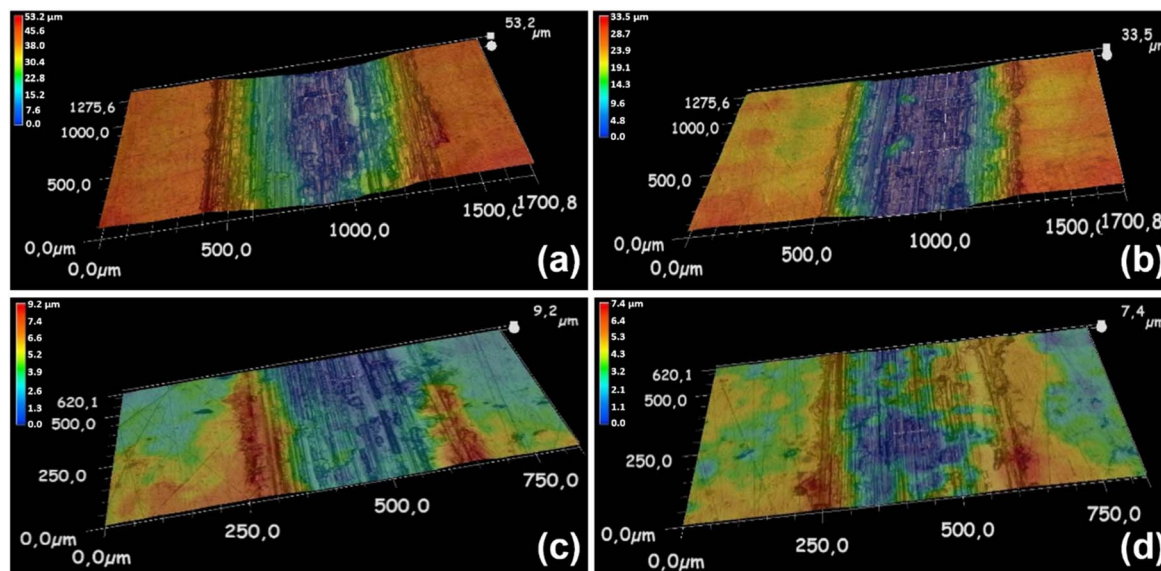 53.2 µm
45.6
38.0
30.4
22.8
15.2
7.6
0.0
53,2
µm
1275,6
1000,0
500,0
0,0µm
0,0µm
500,0
1000,0
1500,0
1700,8
(a)
33.5 µm
28.7
23.9
19.1
14.3
9.6
4.8
0.0
33,5
µm
1275,6
1000,0
500,0
0,0µm
0,0µm
500,0
1000,0
1500,0
1700,8
(b)
9.2 µm
7.4
6.6
5.3
3.9
2.6
1.3
0.0
9,2
µm
620,1
500,0
250,0
0,0µm
0,0µm
250,0
500,0
750,0
(c)
7.4 µm
6.4
5.3
4.3
3.2
2.1
1.1
0.0
7,4
µm
620,1
500,0
250,0
0,0µm
0,0µm
250,0
500,0
750,0
(d)